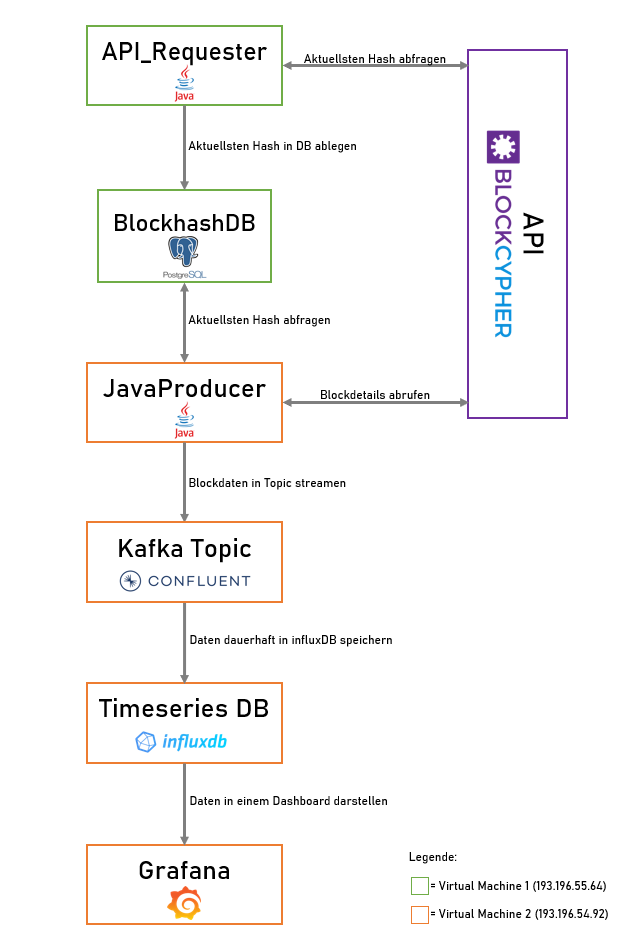 API_Requester
Java
Aktuellsten Hash abfragen
Aktuellsten Hash in DB ablegen
BlockhashDB
PostgreSQL
API
BLOCKCYPHER
Aktuellsten Hash abfragen
JavaProducer
Java
Blockdetails abrufen
Blockdaten in Topic streamen
Kafka Topic
CONFLUENT
Daten dauerhaft in influxDB speichern
Timeseries DB
influxdb
Daten in einem Dashboard darstellen
Grafana
Legende:
= Virtual Machine 1 (193.196.55.64)
= Virtual Machine 2 (193.196.54.92)